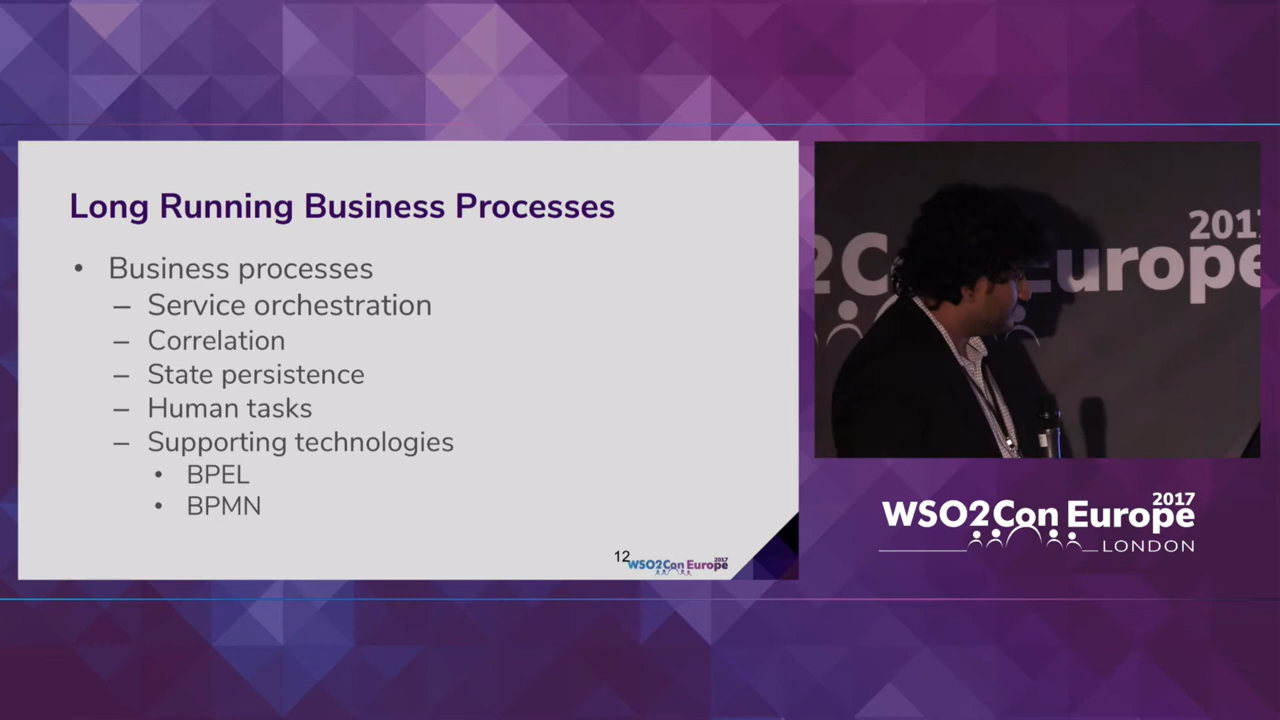 Long Running Business Processes
• Business processes
– Service orchestration
– Correlation
– State persistence
– Human tasks
– Supporting technologies
• BPEL
• BPMN
12
WSO2Con Europe 2017
2017
2Con Europe
2017
WSO2Con Europe
LONDON